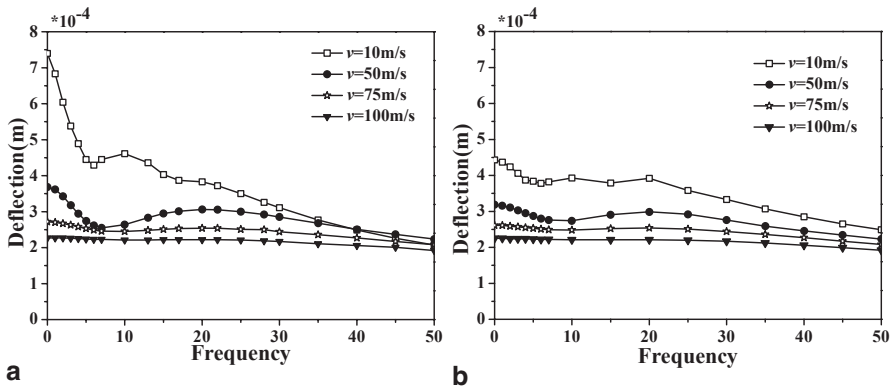 *10⁻⁴
8
7
6
5
4
3
2
1
0
Deflection(m)
v=10m/s
v=50m/s
v=75m/s
v=100m/s
0 10 20 30 40 50
Frequency
a
*10⁻⁴
8
7
6
5
4
3
2
1
0
Deflection(m)
v=10m/s
v=50m/s
v=75m/s
v=100m/s
0 10 20 30 40 50
Frequency
b